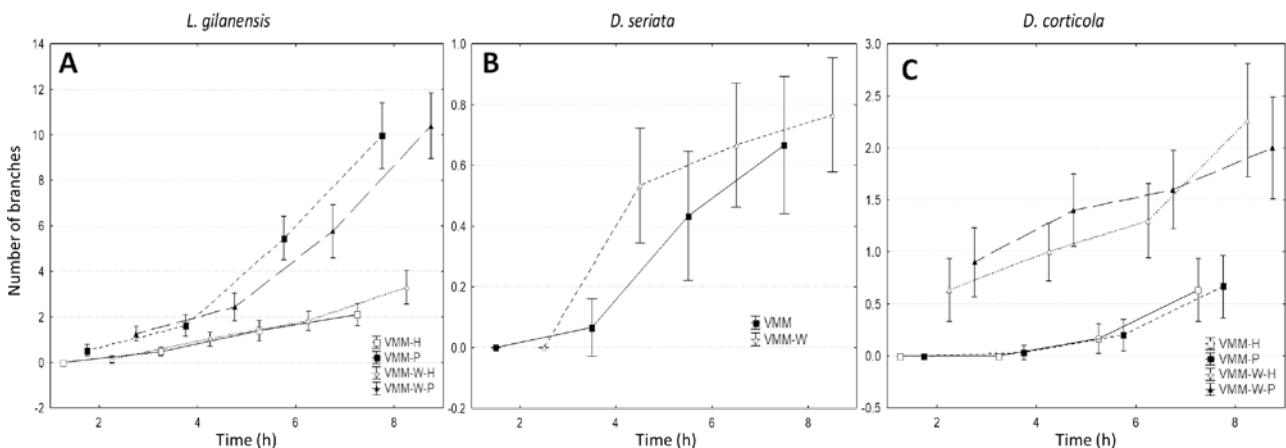 L. gilanensis
D. seriata
D. corticola
Number of branches
A
14
12
10
8
6
4
2
0
-2
VMM-H
VMM-P
VMM-W-H
VMM-W-P
2 4 6 8
Time (h)
B
1.0
0.8
0.6
0.4
0.2
0.0
-0.2
VMM
VMM-W
2 4 6 8
Time (h)
C
3.0
2.5
2.0
1.5
1.0
0.5
0.0
-0.5
VMM-H
VMM-P
VMM-W-H
VMM-W-P
2 4 6 8
Time (h)